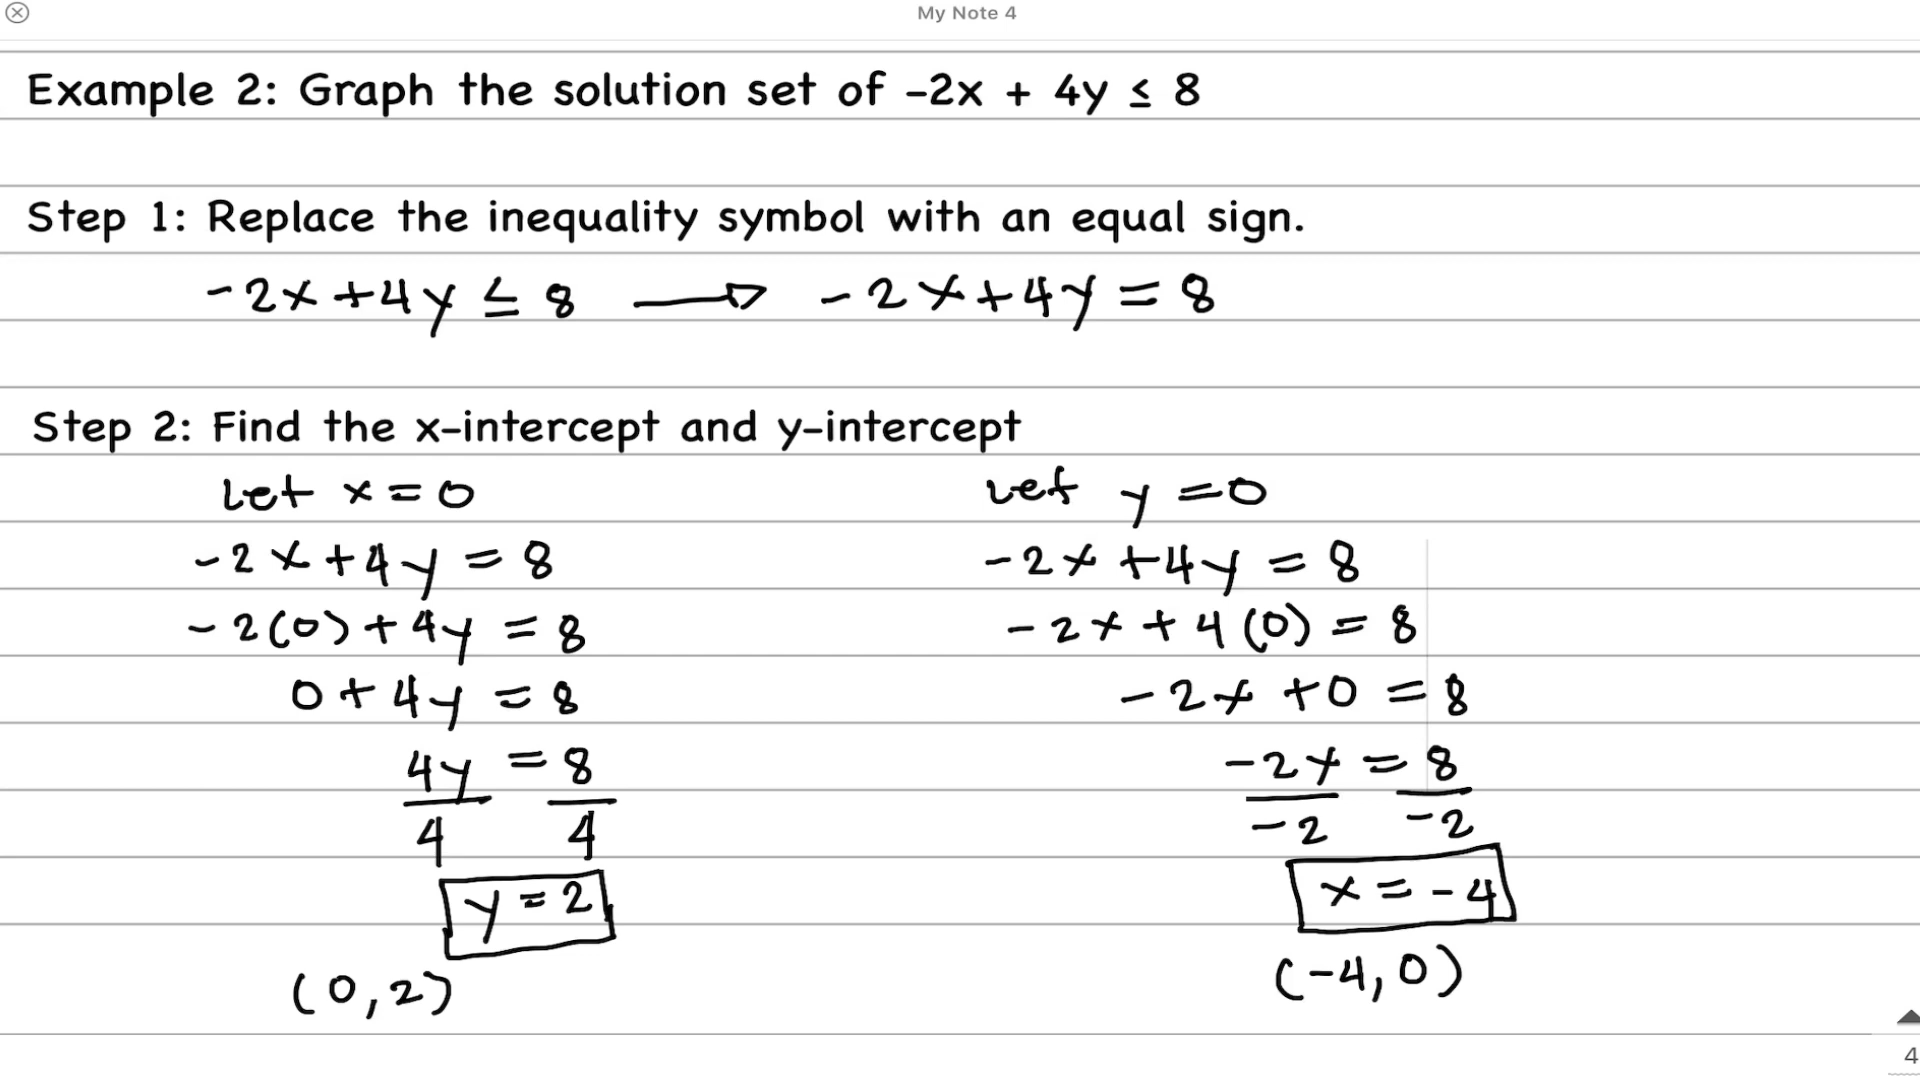 My Note 4
Example 2: Graph the solution set of -2x + 4y ≤ 8
Step 1: Replace the inequality symbol with an equal sign.
-2x+4y ≤ 8 → -2x+4y = 8
Step 2: Find the x-intercept and y-intercept
Let x=0
-2x+4y = 8
-2(0)+4y = 8
0+4y = 8
4y = 8
4 4
y = 2
(0,2)
Let y=0
-2x+4y = 8
-2x+4(0) = 8
-2x+0 = 8
-2x = 8
-2 -2
x = -4
(-4,0)
4